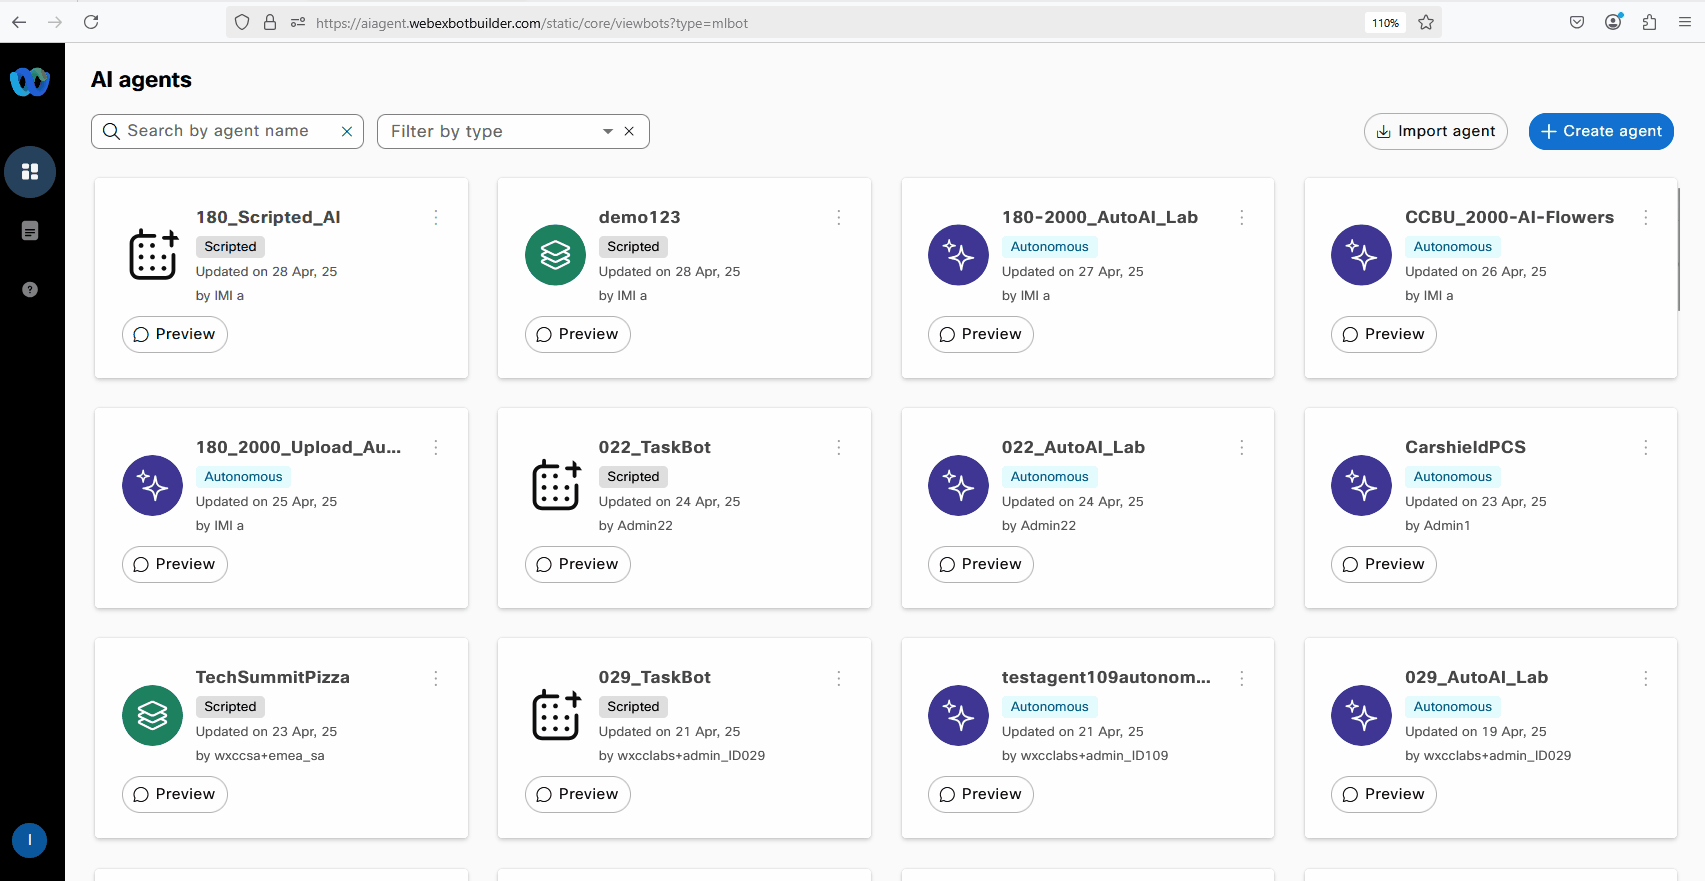 https://aiagent.webexbotbuilder.com/static/core/viewbots?type=mlbot
110%
AI agents
Search by agent name
Filter by type
Import agent
Create agent
180_Scripted_AI
Scripted
Updated on 28 Apr, 25
by IMI a
Preview
demo123
Scripted
Updated on 28 Apr, 25
by IMI a
Preview
180-2000_AutoAI_Lab
Autonomous
Updated on 27 Apr, 25
by IMI a
Preview
CCBU_2000-AI-Flowers
Autonomous
Updated on 26 Apr, 25
by IMI a
Preview
180_2000_Upload_Au...
Autonomous
Updated on 25 Apr, 25
by IMI a
Preview
022_TaskBot
Scripted
Updated on 24 Apr, 25
by Admin22
Preview
022_AutoAI_Lab
Autonomous
Updated on 24 Apr, 25
by Admin22
Preview
CarshieldPCS
Autonomous
Updated on 23 Apr, 25
by Admin1
Preview
TechSummitPizza
Scripted
Updated on 23 Apr, 25
by wxccsa+emea_sa
Preview
029_TaskBot
Scripted
Updated on 21 Apr, 25
by wxcclabs+admin_ID029
Preview
testagent109autonom...
Autonomous
Updated on 21 Apr, 25
by wxcclabs+admin_ID109
Preview
029_AutoAI_Lab
Autonomous
Updated on 19 Apr, 25
by wxcclabs+admin_ID029
Preview
I